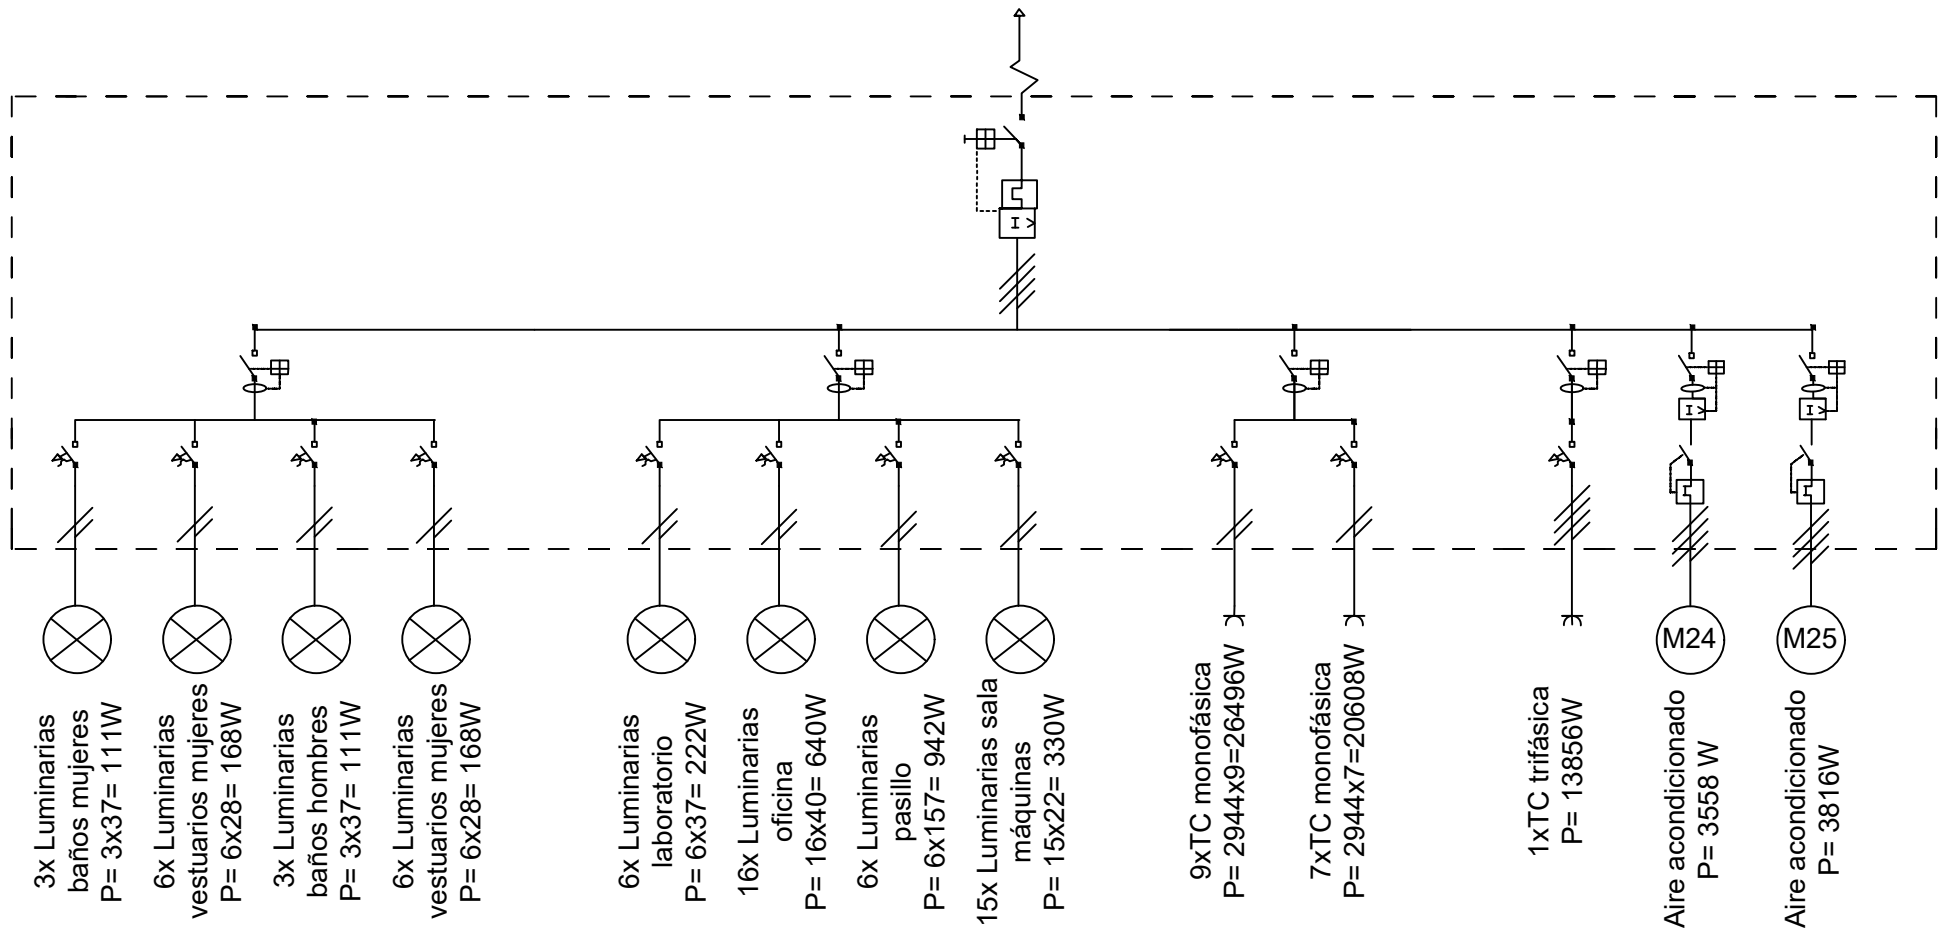 3x Luminarias
baños mujeres
P= 3x37= 111W
6x Luminarias
vestuarios mujeres
P= 6x28= 168W
3x Luminarias
baños hombres
P= 3x37= 111W
6x Luminarias
vestuarios mujeres
P= 6x28= 168W
6x Luminarias
laboratorio
P= 6x37= 222W
16x Luminarias
oficina
P= 16x40= 640W
6x Luminarias
pasillo
P= 6x157= 942W
15x Luminarias sala
máquinas
P= 15x22= 330W
9xTC monofásica
P= 2944x9=26496W
7xTC monofásica
P= 2944x7=20608W
1xTC trifásica
P= 13856W
M24
Aire acondicionado
P= 3558 W
M25
Aire acondicionado
P= 3816W
I >
I >
I >